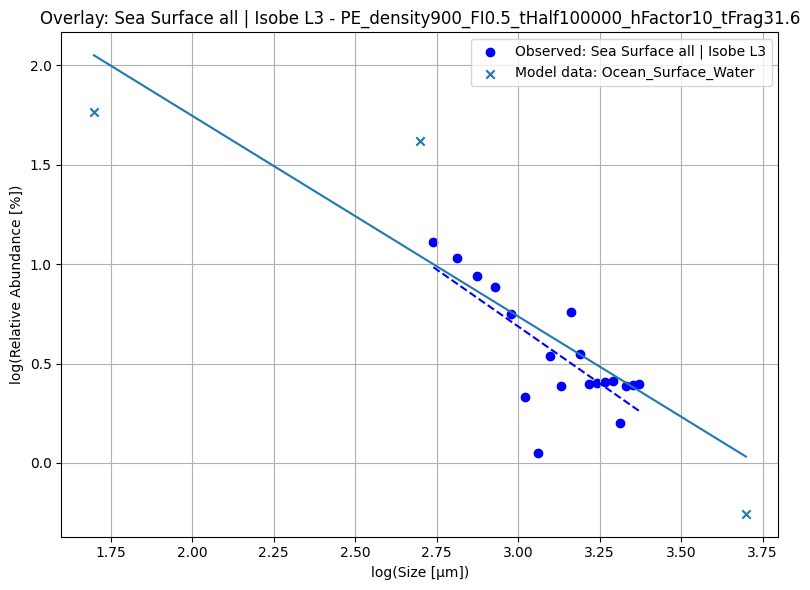 Overlay: Sea Surface all | Isobe L3 - PE_density900_FI0.5_tHalf100000_hFactor10_tFrag31.6
Observed: Sea Surface all | Isobe L3
Model data: Ocean_Surface_Water
log(Relative Abundance [%])
2.0
1.5
1.0
0.5
0.0
1.75 2.00 2.25 2.50 2.75 3.00 3.25 3.50 3.75
log(Size [µm])